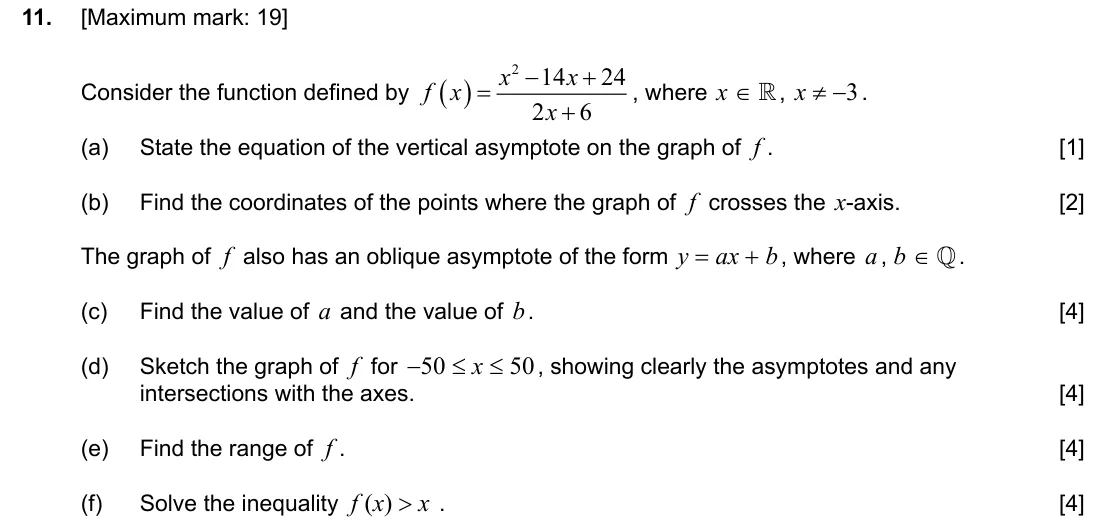 11. [Maximum mark: 19]
Consider the function defined by f(x) = (x² − 14x + 24)/(2x + 6), where x ∈ ℝ, x ≠ −3.
(a) State the equation of the vertical asymptote on the graph of f. [1]
(b) Find the coordinates of the points where the graph of f crosses the x-axis. [2]
The graph of f also has an oblique asymptote of the form y = ax + b, where a, b ∈ ℚ.
(c) Find the value of a and the value of b. [4]
(d) Sketch the graph of f for −50 ≤ x ≤ 50, showing clearly the asymptotes and any
intersections with the axes. [4]
(e) Find the range of f. [4]
(f) Solve the inequality f(x) > x . [4]